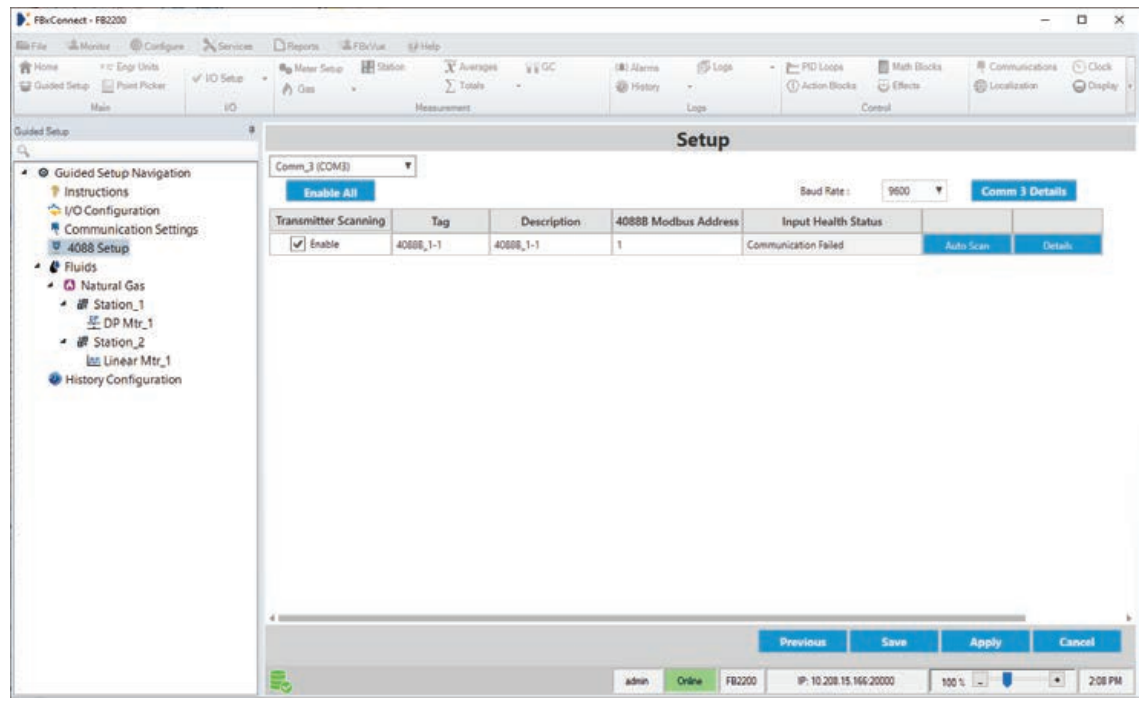 FBxConnect - FB2200
File Monitor Configure Services Reports FBxVue Help
Home Engr Units I/O Setup Meter Setup Station Averages GC Alarms Logs PID Loops Math Blocks Communications Clock
Guided Setup Point Picker Gas Totals History Action Blocks Effects Localization Display
Main I/O Measurement Logs Control
Guided Setup
Setup
Guided Setup Navigation
Instructions
I/O Configuration
Communication Settings
4088 Setup
Fluids
Natural Gas
Station_1
DP Mtr_1
Station_2
Linear Mtr_1
History Configuration
Comm_3 (COM3)
Enable All Baud Rate : 9600 Comm 3 Details
Transmitter Scanning Tag Description 4088B Modbus Address Input Health Status
Enable 4088B_1-1 4088B_1-1 1 Communication Failed Auto Scan Details
Previous Save Apply Cancel
admin Online FB2200 IP: 10.208.15.166:20000 100 % - + 2:08 PM